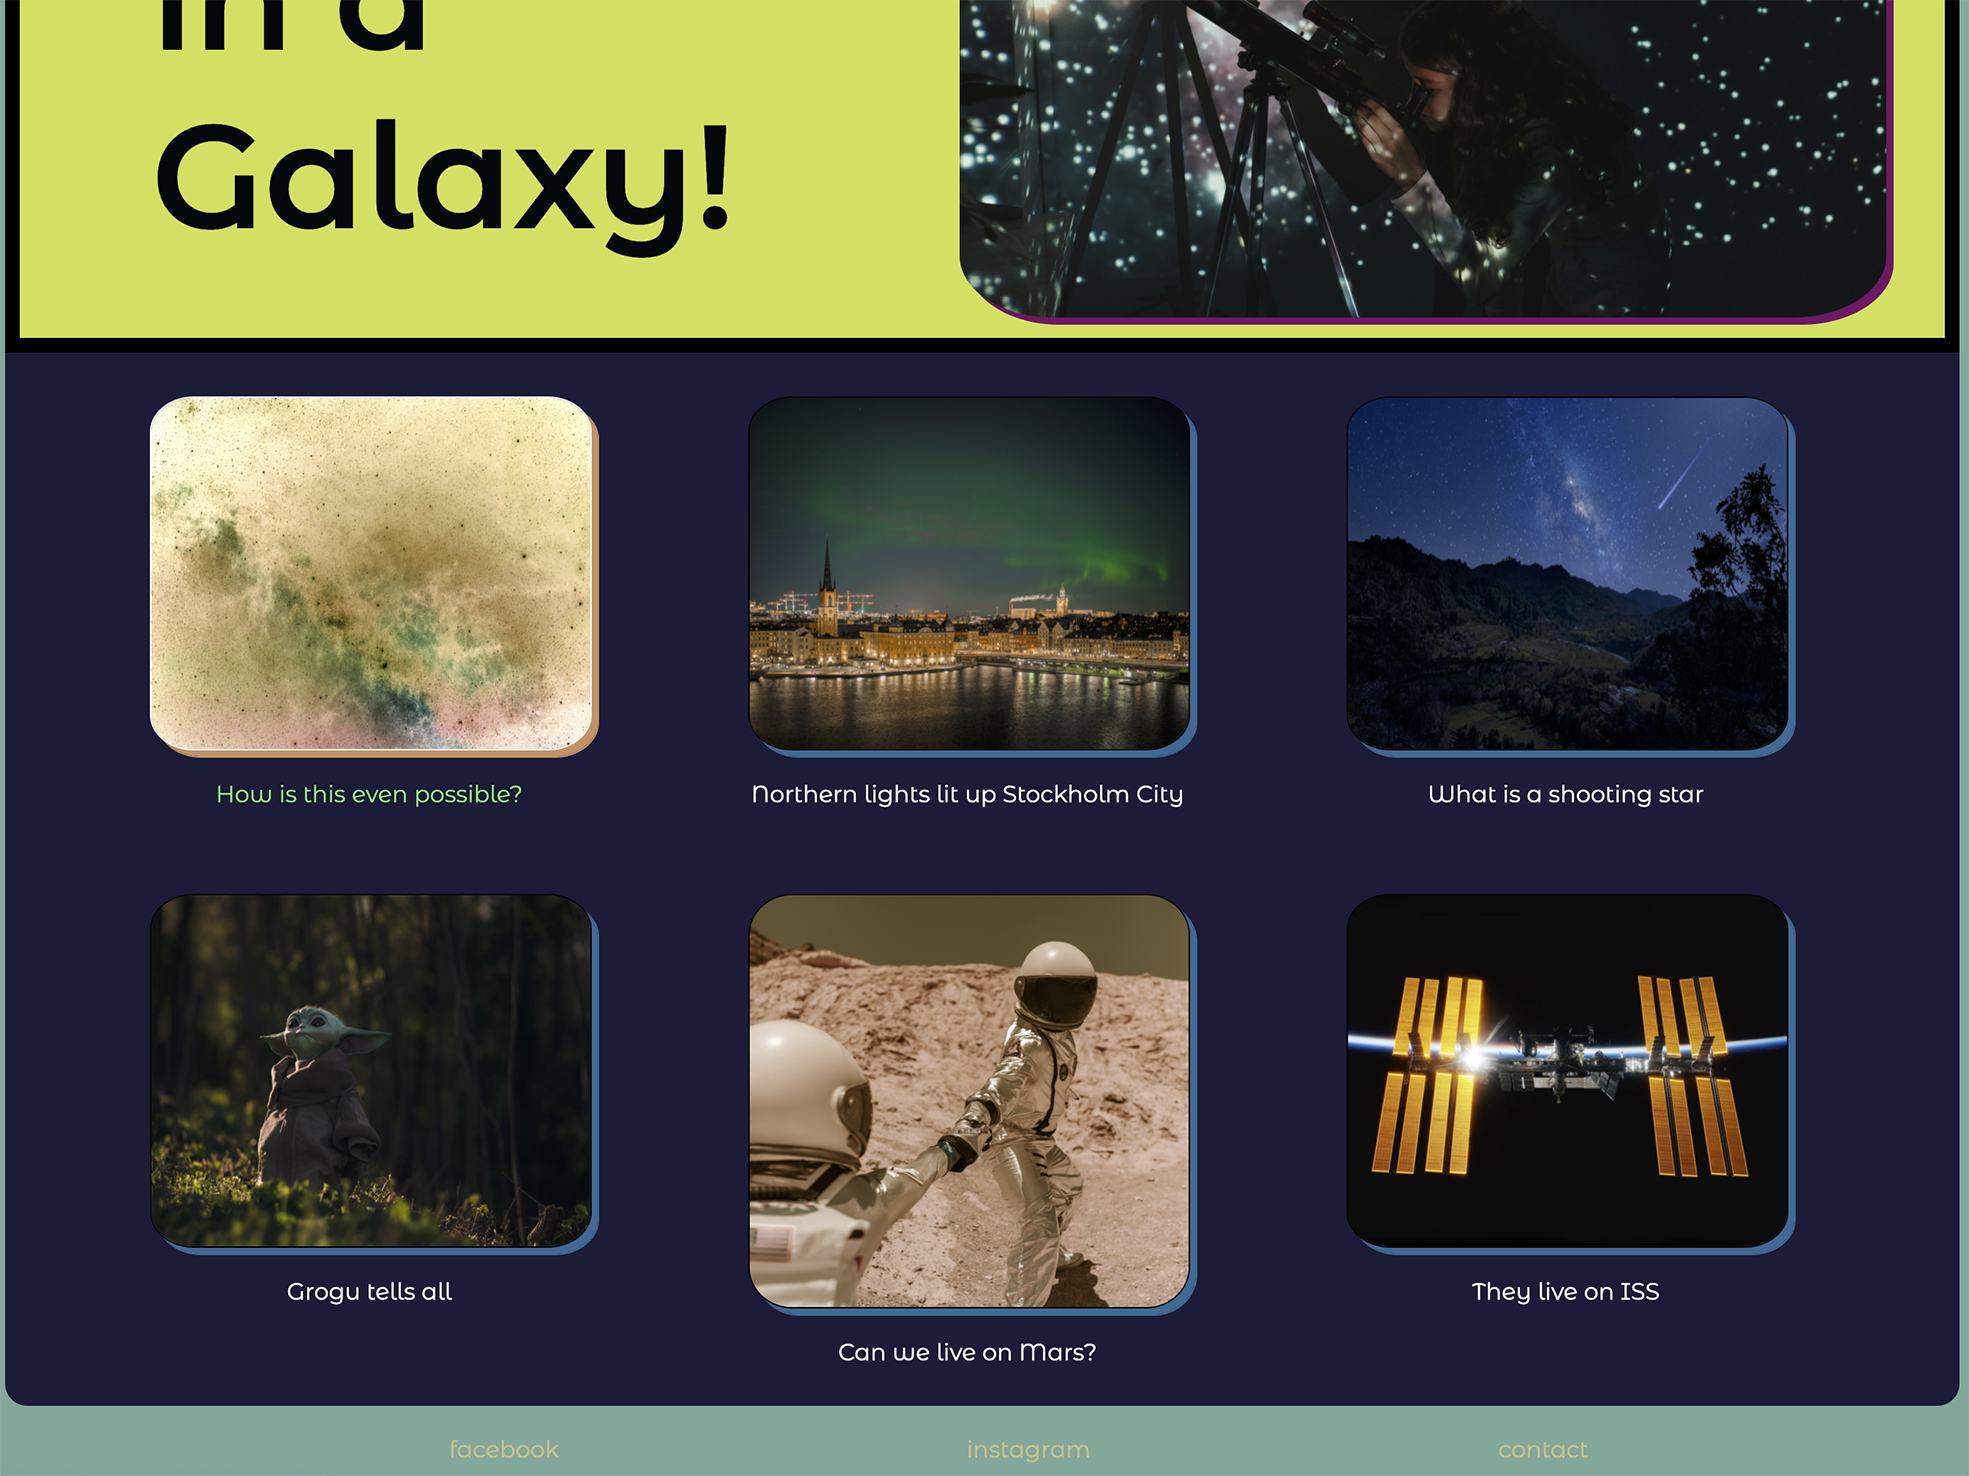 in a
Galaxy!
How is this even possible?
Northern lights lit up Stockholm City
What is a shooting star
Grogu tells all
Can we live on Mars?
They live on ISS
facebook
instagram
contact